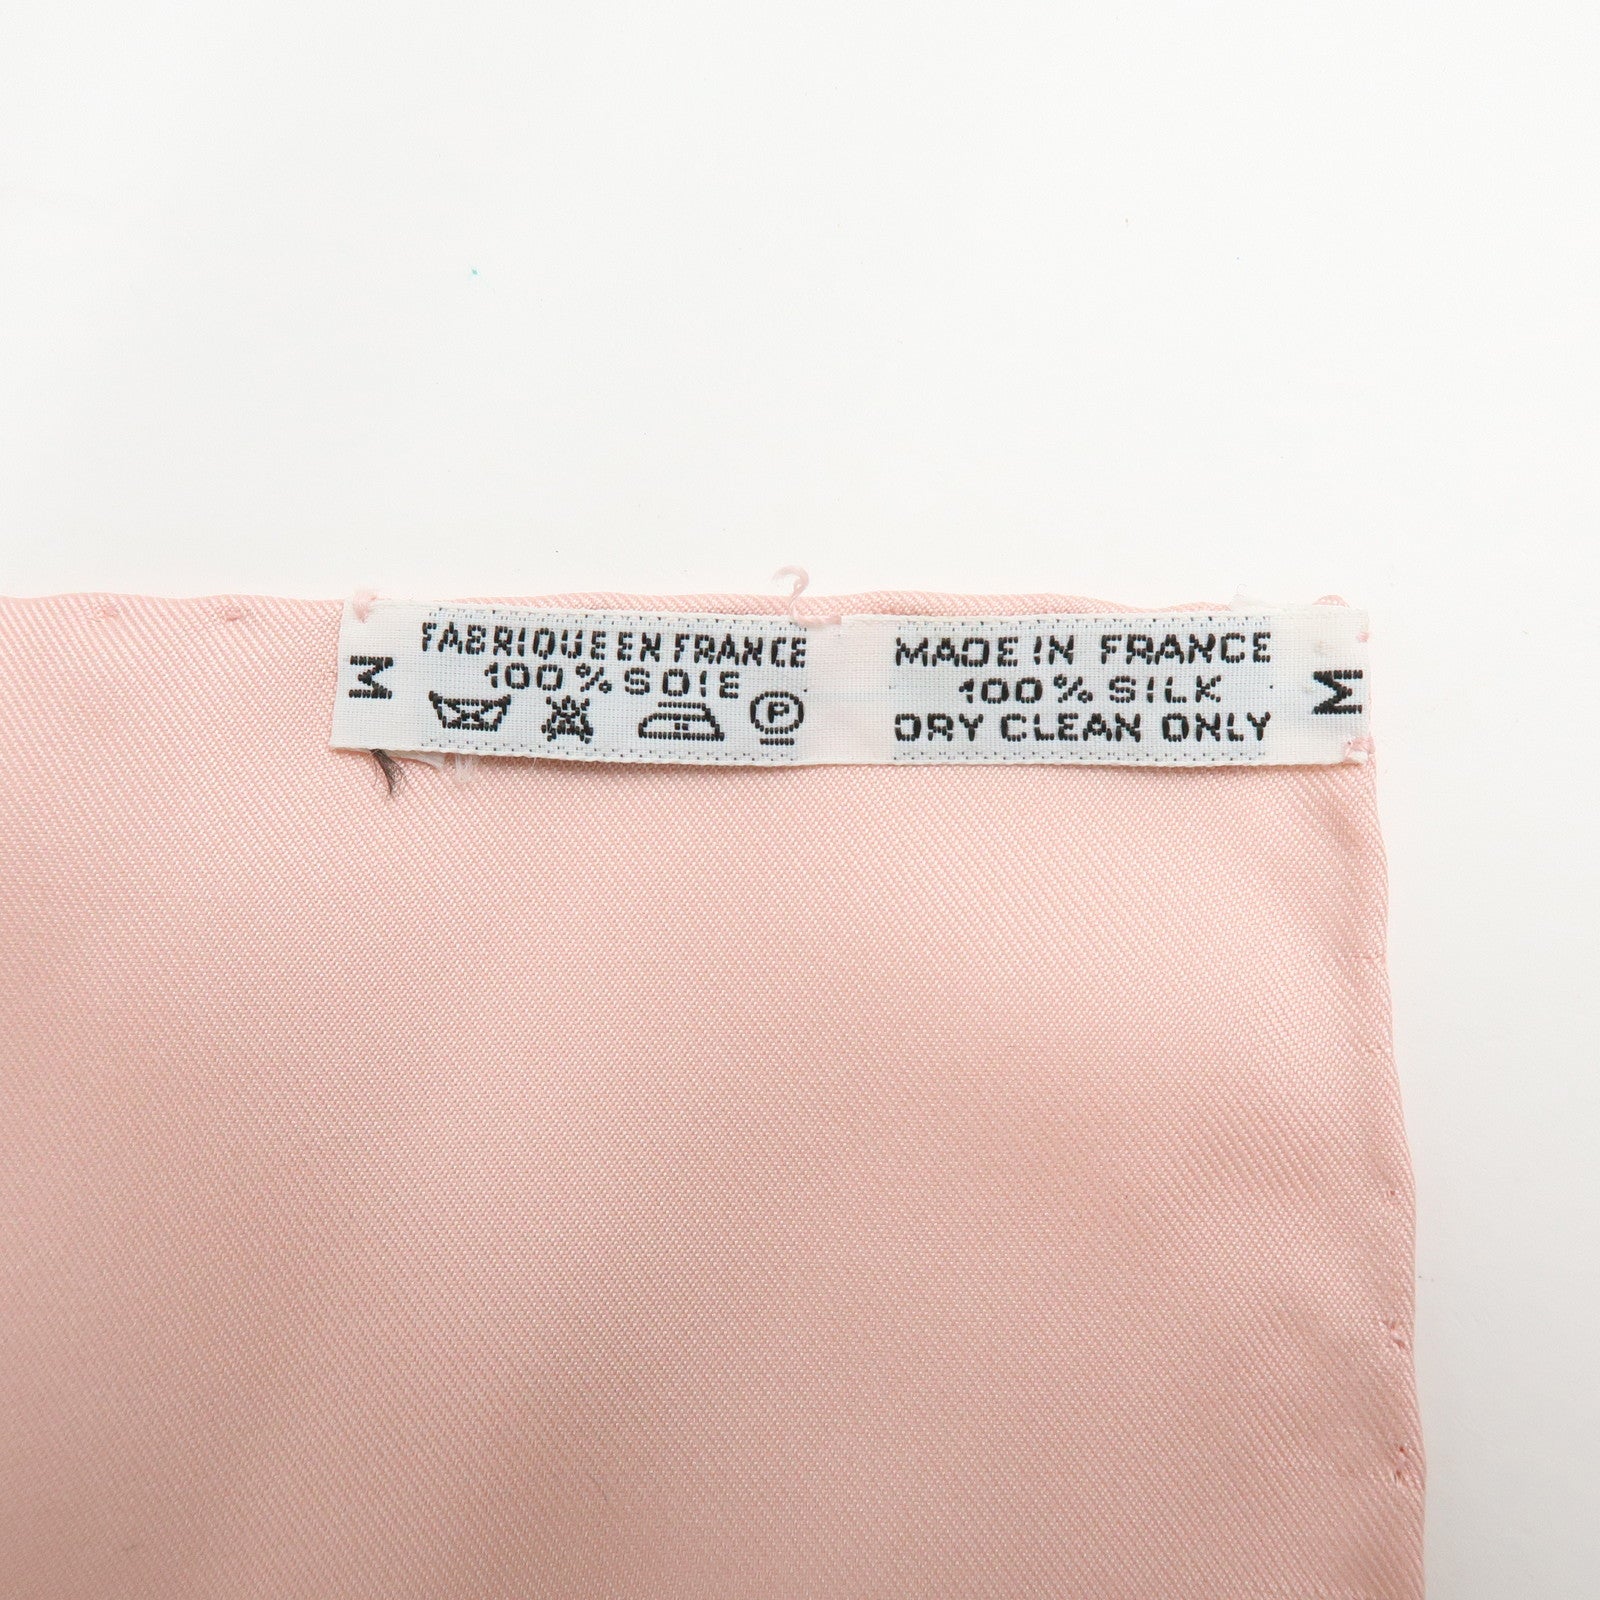 M
FABRIQUE EN FRANCE
100% SOIE
P
MADE IN FRANCE
100% SILK
DRY CLEAN ONLY
M